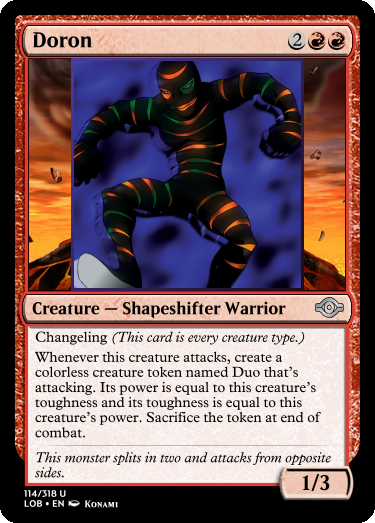 Doron 2
Creature — Shapeshifter Warrior
Changeling (This card is every creature type.)
Whenever this creature attacks, create a
colorless creature token named Duo that's
attacking. Its power is equal to this creature's
toughness and its toughness is equal to this
creature's power. Sacrifice the token at end of
combat.
This monster splits in two and attacks from opposite
sides.
1/3
114/318 U
LOB • EN Konami